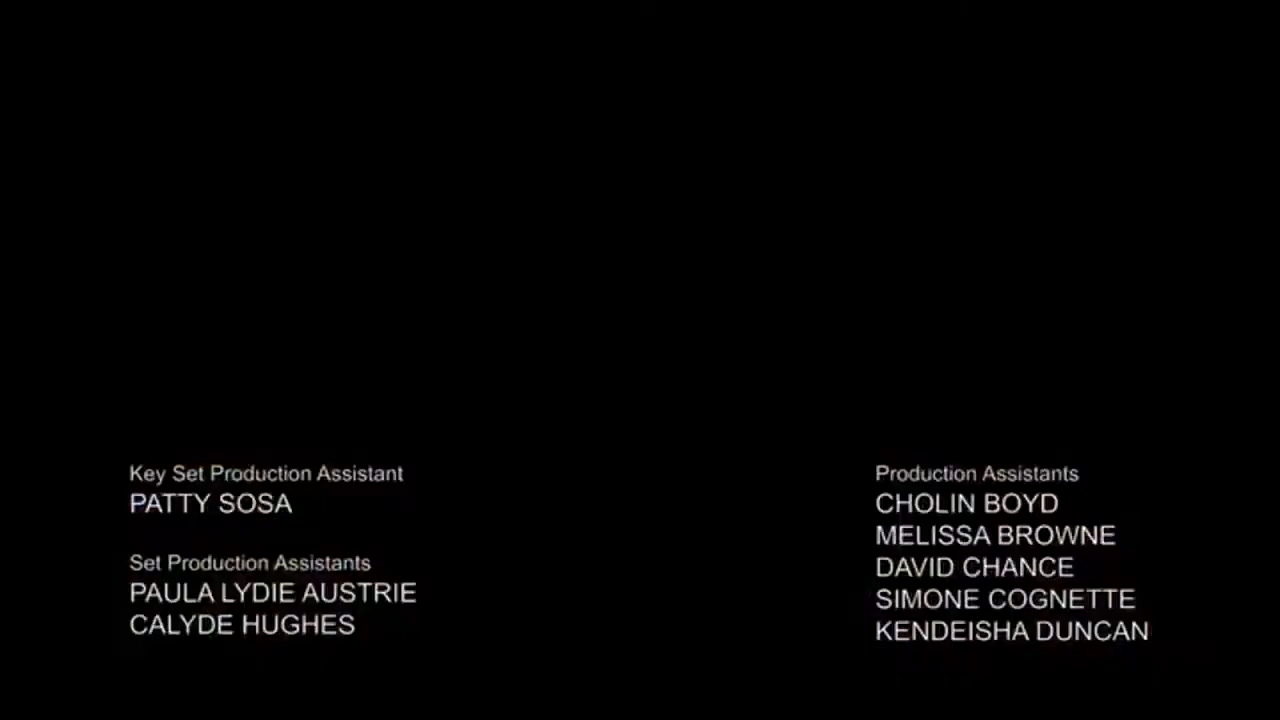 Key Set Production Assistant
PATTY SOSA
Set Production Assistants
PAULA LYDIE AUSTRIE
CALYDE HUGHES
Production Assistants
CHOLIN BOYD
MELISSA BROWNE
DAVID CHANCE
SIMONE COGNETTE
KENDEISHA DUNCAN